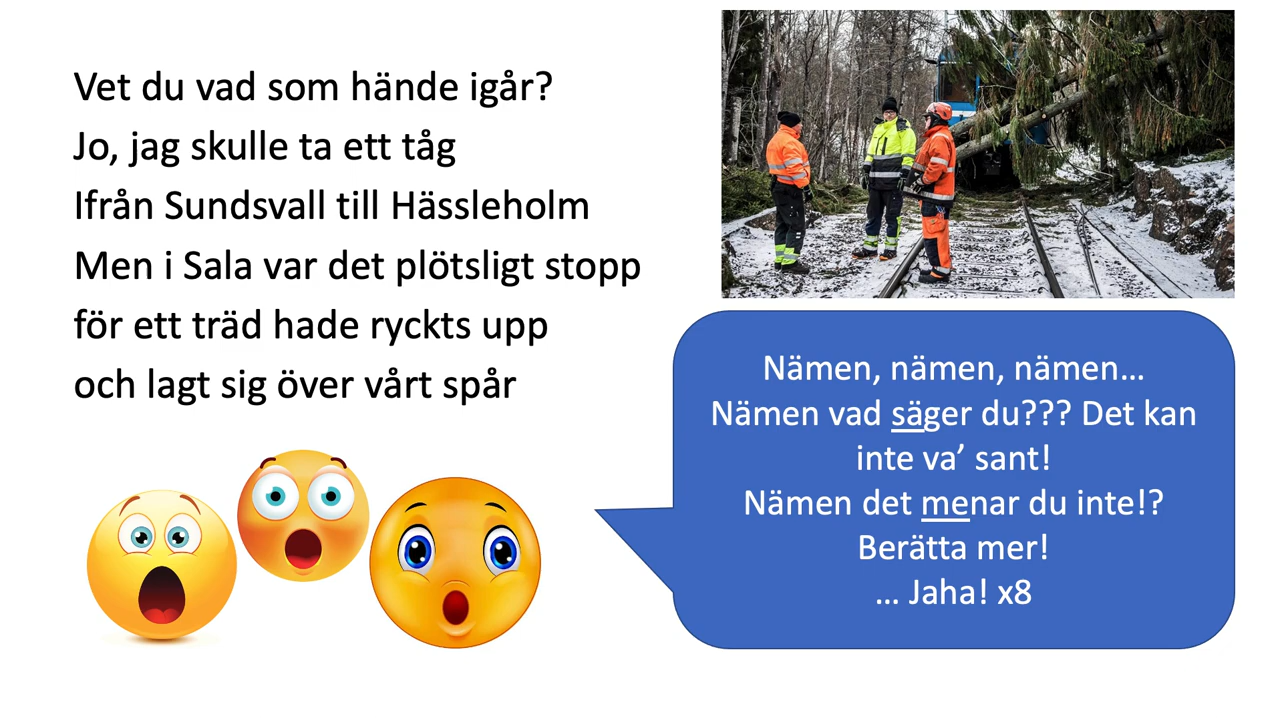 Vet du vad som hände igår?
Jo, jag skulle ta ett tåg
Ifrån Sundsvall till Hässleholm
Men i Sala var det plötsligt stopp
för ett träd hade ryckts upp
och lagt sig över vårt spår
Nämen, nämen, nämen…
Nämen vad säger du??? Det kan
inte va’ sant!
Nämen det menar du inte!?
Berätta mer!
… Jaha! x8